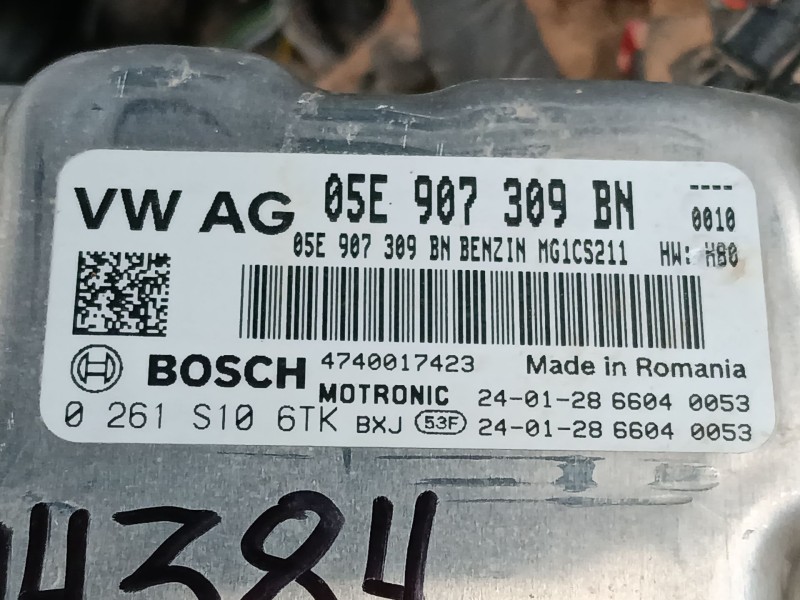 VW AG 05E 907 309 BN ----
0010
05E 907 309 BN BENZIN MG1CS211 HW: H80
BOSCH 4740017423 Made in Romania
MOTRONIC 24-01-28 6604 0053
0 261 S10 6TK BXJ 53F 24-01-28 6604 0053
4384